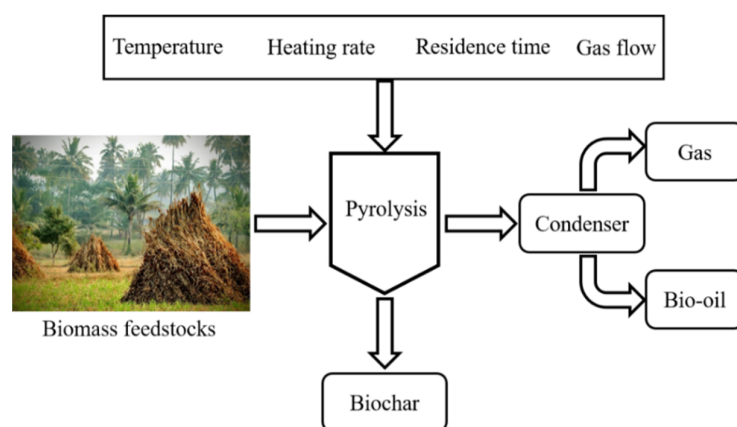 Temperature Heating rate Residence time Gas flow
Gas
Pyrolysis
Condenser
Bio-oil
Biomass feedstocks
Biochar